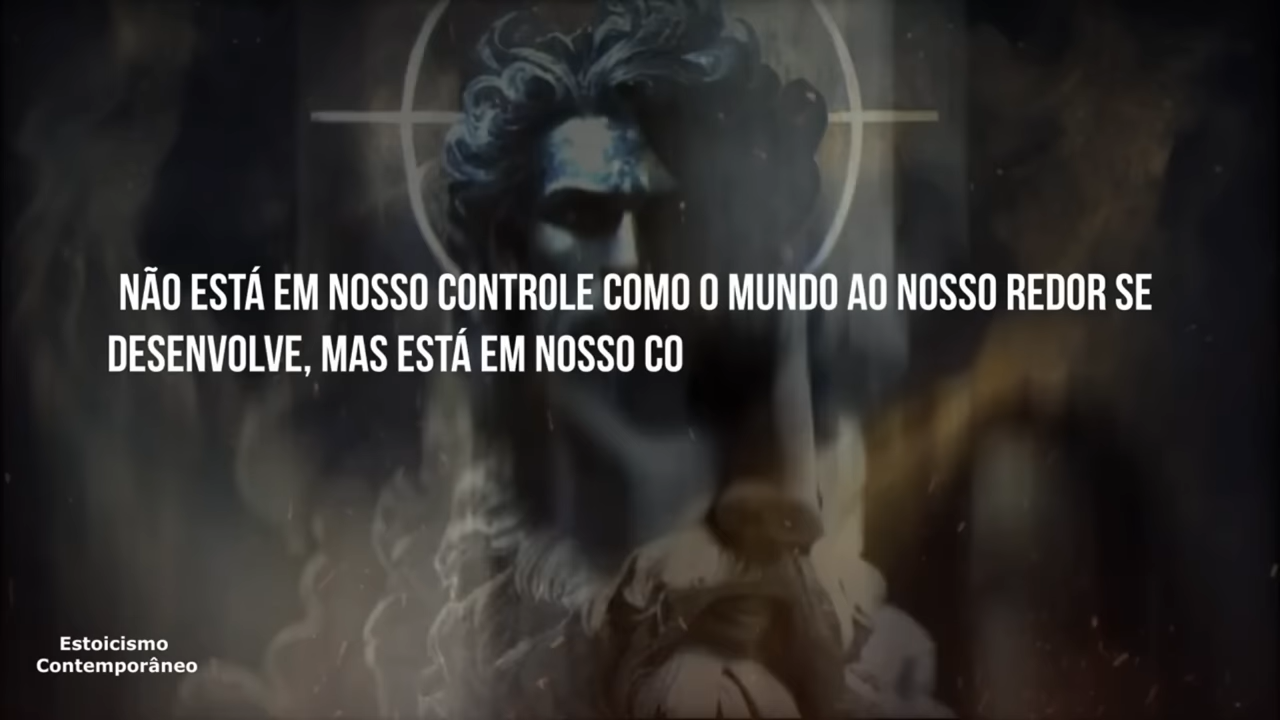 NÃO ESTÁ EM NOSSO CONTROLE COMO O MUNDO AO NOSSO REDOR SE
DESENVOLVE, MAS ESTÁ EM NOSSO CO
Estoicismo
Contemporâneo